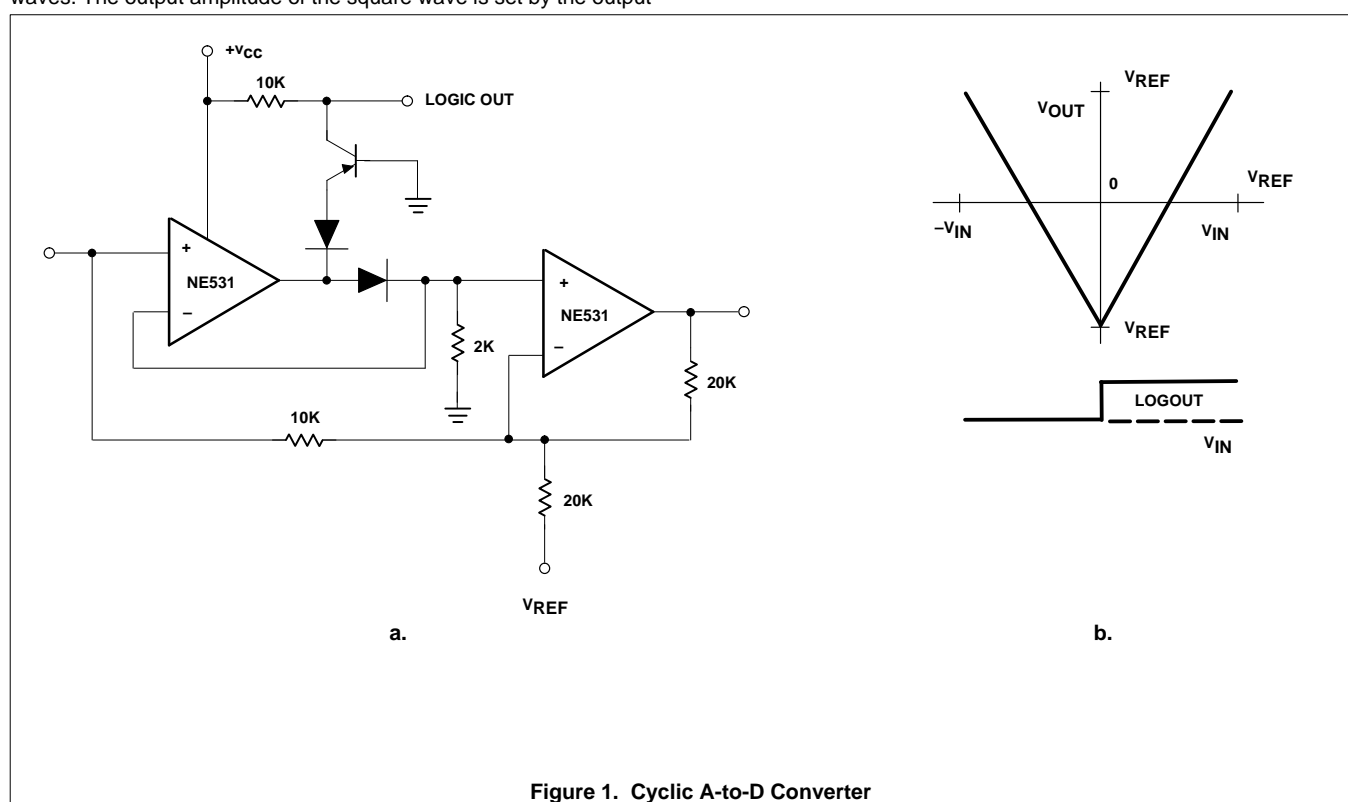 waves. The output amplitude of the square wave is set by the output
+VCC
10K
LOGIC OUT
+
NE531
–
+
NE531
–
2K
20K
10K
20K
VREF
a.
VREF
VOUT
0
VREF
–VIN
VIN
VREF
LOGOUT
VIN
b.
Figure 1. Cyclic A-to-D Converter